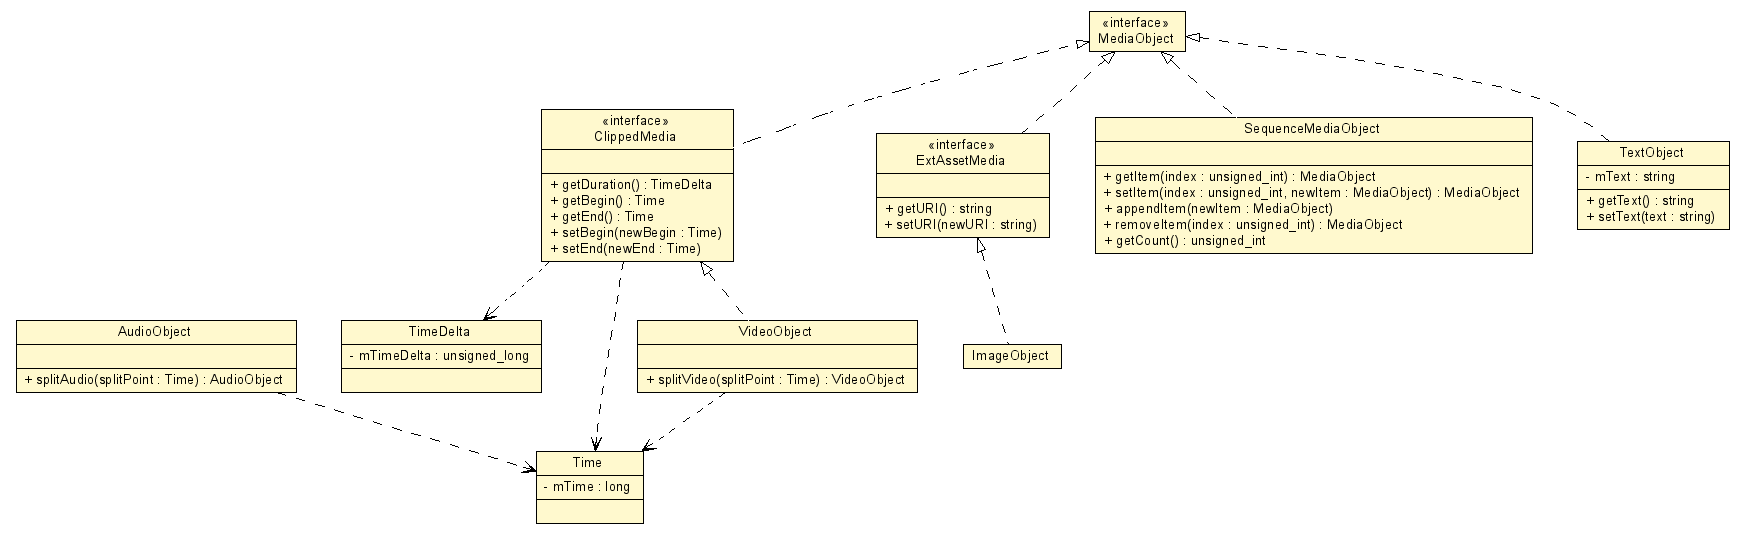 «interface»
MediaObject
«interface»
ClippedMedia
+ getDuration() : TimeDelta
+ getBegin() : Time
+ getEnd() : Time
+ setBegin(newBegin : Time)
+ setEnd(newEnd : Time)
«interface»
ExtAssetMedia
+ getURI() : string
+ setURI(newURI : string)
SequenceMediaObject
+ getItem(index : unsigned_int) : MediaObject
+ setItem(index : unsigned_int, newItem : MediaObject) : MediaObject
+ appendItem(newItem : MediaObject)
+ removeItem(index : unsigned_int) : MediaObject
+ getCount() : unsigned_int
TextObject
- mText : string
+ getText() : string
+ setText(text : string)
AudioObject
+ splitAudio(splitPoint : Time) : AudioObject
TimeDelta
- mTimeDelta : unsigned_long
VideoObject
+ splitVideo(splitPoint : Time) : VideoObject
ImageObject
Time
- mTime : long